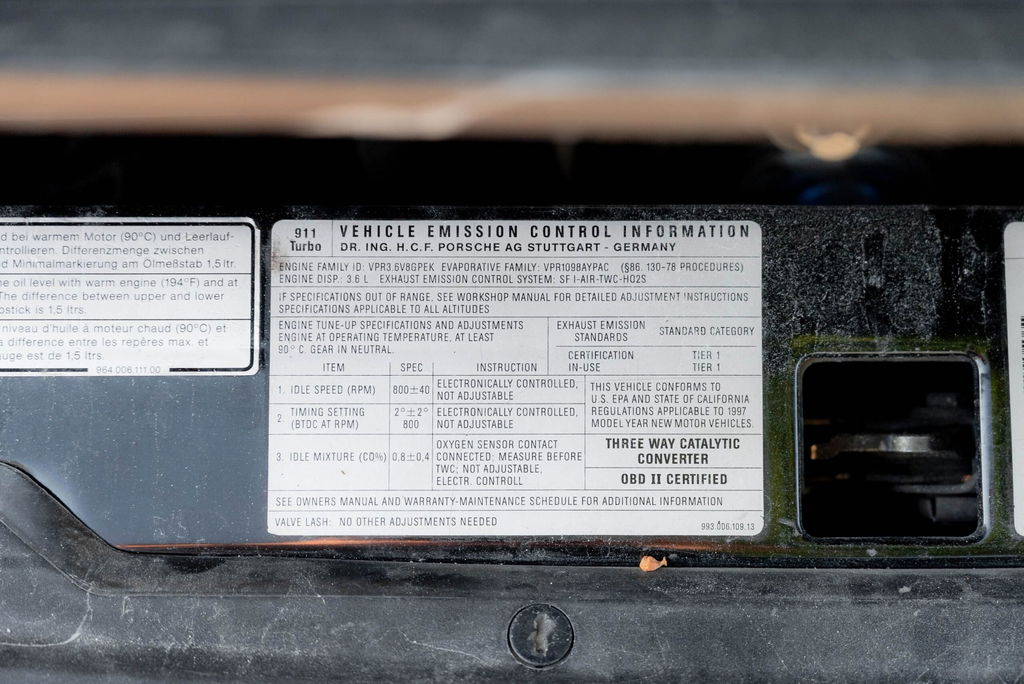 d bei warmem Motor (90°C) und Leerlauf-
ntrollieren. Differenzmenge zwischen
d Minimalmarkierung am Ölmeßstab 1,5 ltr.
ne oil level with warm engine (194°F) and at
The difference between upper and lower
pstick is 1,5 ltrs.
niveau d'huile à moteur chaud (90°C) et
a différence entre les repères max. et
uge est de 1,5 ltrs.
964.006.111.00
911 Turbo
VEHICLE EMISSION CONTROL INFORMATION
DR. ING. H.C.F. PORSCHE AG STUTTGART - GERMANY
ENGINE FAMILY ID: VPR3.6V8GPEK EVAPORATIVE FAMILY: VPR1098AYPAC (§86. 130-78 PROCEDURES)
ENGINE DISP.: 3.6 L EXHAUST EMISSION CONTROL SYSTEM: SFI-AIR-TWC-HO2S
IF SPECIFICATIONS OUT OF RANGE, SEE WORKSHOP MANUAL FOR DETAILED ADJUSTMENT INSTRUCTIONS
SPECIFICATIONS APPLICABLE TO ALL ALTITUDES
ENGINE TUNE-UP SPECIFICATIONS AND ADJUSTMENTS
ENGINE AT OPERATING TEMPERATURE, AT LEAST
90°C. GEAR IN NEUTRAL.
EXHAUST EMISSION STANDARDS STANDARD CATEGORY
CERTIFICATION TIER 1
IN-USE TIER 1
ITEM SPEC INSTRUCTION
1. IDLE SPEED (RPM) 800±40 ELECTRONICALLY CONTROLLED,
NOT ADJUSTABLE
2. TIMING SETTING 2°±2° ELECTRONICALLY CONTROLLED,
(BTDC AT RPM) 800 NOT ADJUSTABLE
3. IDLE MIXTURE (CO%) 0,8±0,4 OXYGEN SENSOR CONTACT
CONNECTED; MEASURE BEFORE
TWC; NOT ADJUSTABLE,
ELECTR. CONTROLL
THIS VEHICLE CONFORMS TO
U.S. EPA AND STATE OF CALIFORNIA
REGULATIONS APPLICABLE TO 1997
MODEL YEAR NEW MOTOR VEHICLES.
THREE WAY CATALYTIC
CONVERTER
OBD II CERTIFIED
SEE OWNERS MANUAL AND WARRANTY-MAINTENANCE SCHEDULE FOR ADDITIONAL INFORMATION
VALVE LASH: NO OTHER ADJUSTMENTS NEEDED
993.006.109.13